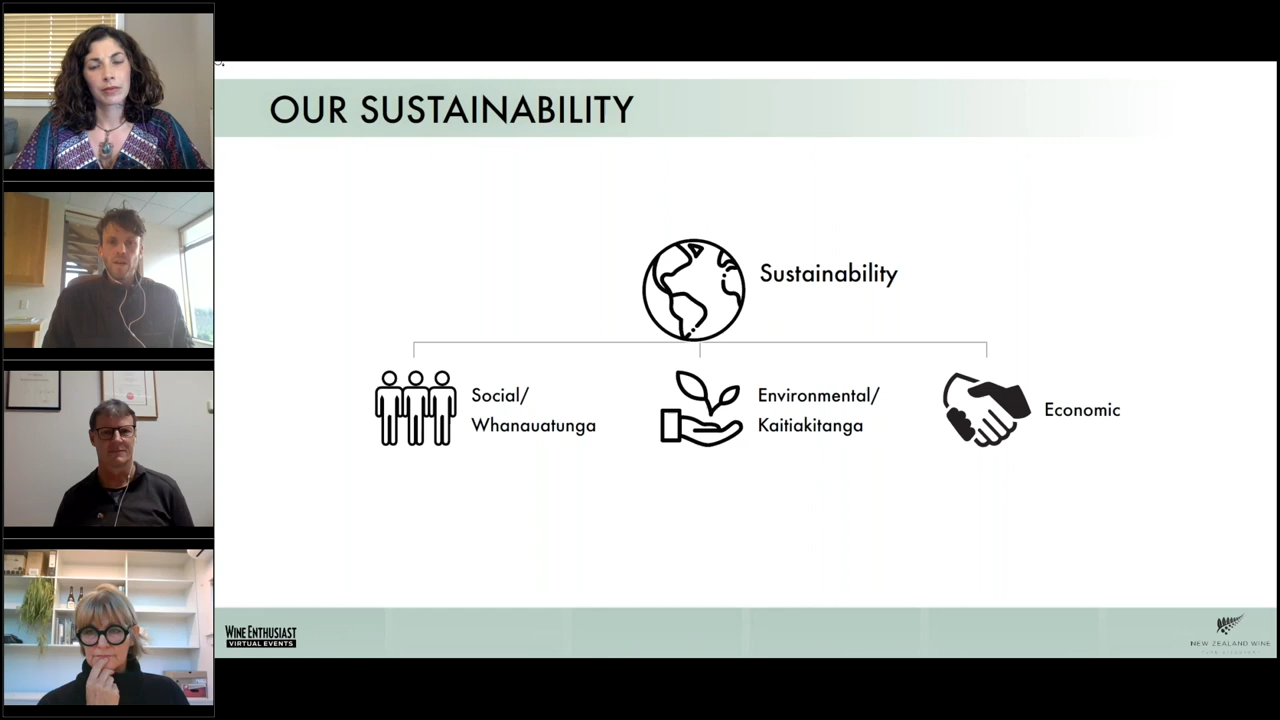 OUR SUSTAINABILITY
Sustainability
Social/
Whanauatunga
Environmental/
Kaitiakitanga
Economic
WINE ENTHUSIAST
VIRTUAL EVENTS
NEW ZEALAND WINE